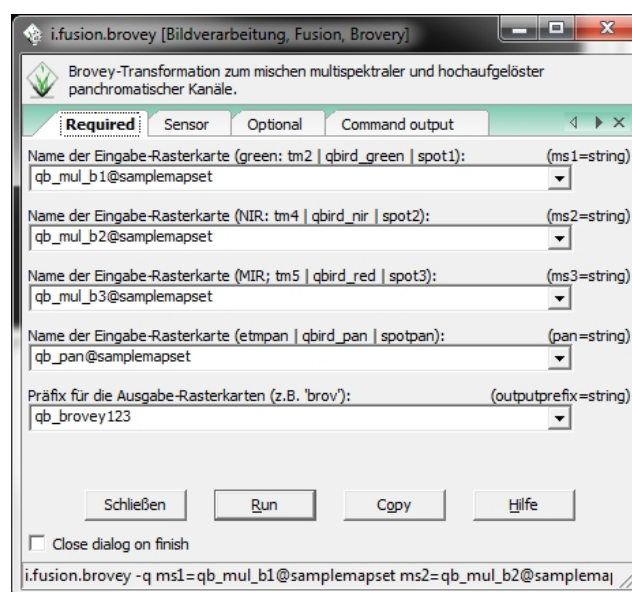 i.fusion.brovey [Bildverarbeitung, Fusion, Brovery]
Brovey-Transformation zum mischen multispektraler und hochaufgelöster
panchromatischer Kanäle.
Required Sensor Optional Command output
Name der Eingabe-Rasterkarte (green: tm2 | qbird_green | spot1): (ms1=string)
qb_mul_b1@samplemapset
Name der Eingabe-Rasterkarte (NIR: tm4 | qbird_nir | spot2): (ms2=string)
qb_mul_b2@samplemapset
Name der Eingabe-Rasterkarte (MIR; tm5 | qbird_red | spot3): (ms3=string)
qb_mul_b3@samplemapset
Name der Eingabe-Rasterkarte (etmpan | qbird_pan | spotpan): (pan=string)
qb_pan@samplemapset
Präfix für die Ausgabe-Rasterkarten (z.B. 'brov'): (outputprefix=string)
qb_brovey123
Schließen Run Copy Hilfe
Close dialog on finish
i.fusion.brovey -q ms1=qb_mul_b1@samplemapset ms2=qb_mul_b2@samplemap